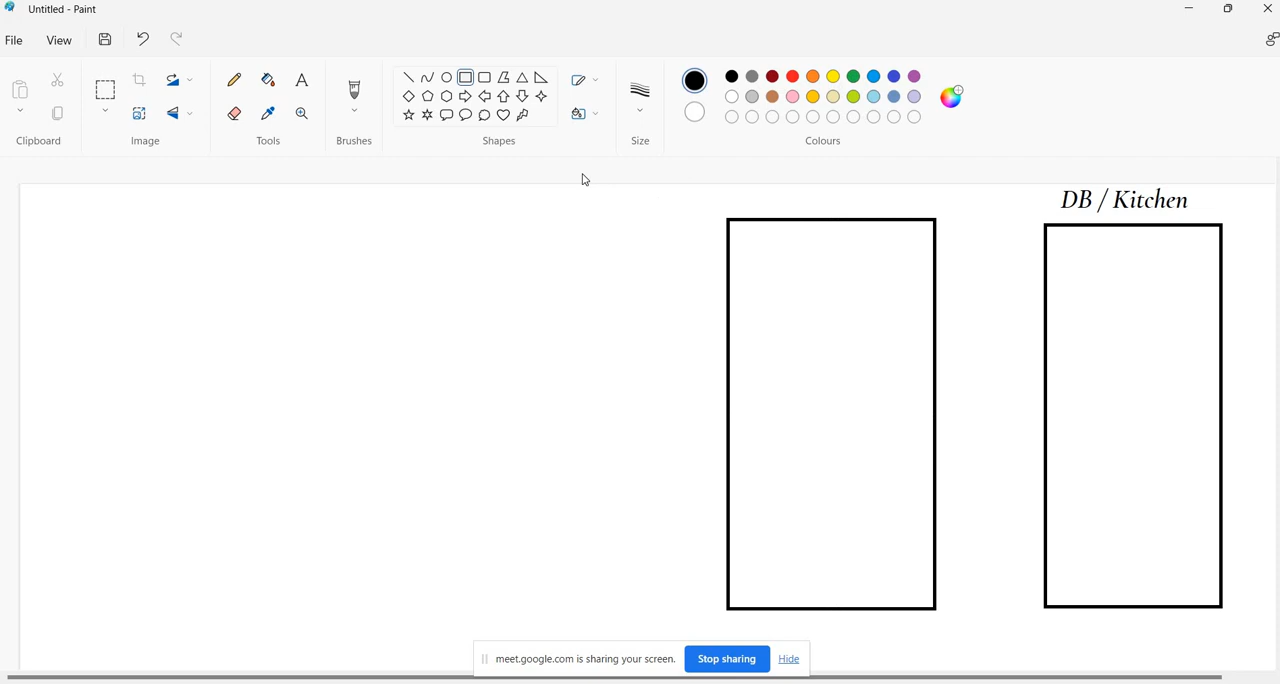 Untitled - Paint
File View
Clipboard
Image
Tools
Brushes
Shapes
Size
Colours
DB / Kitchen
meet.google.com is sharing your screen. Stop sharing Hide